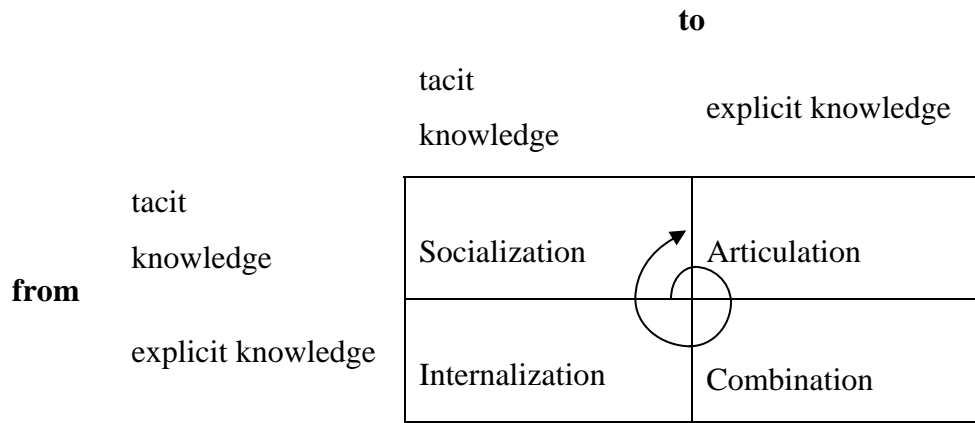 to
tacit
knowledge
explicit knowledge
tacit
knowledge
from
explicit knowledge
Socialization
Articulation
Internalization
Combination